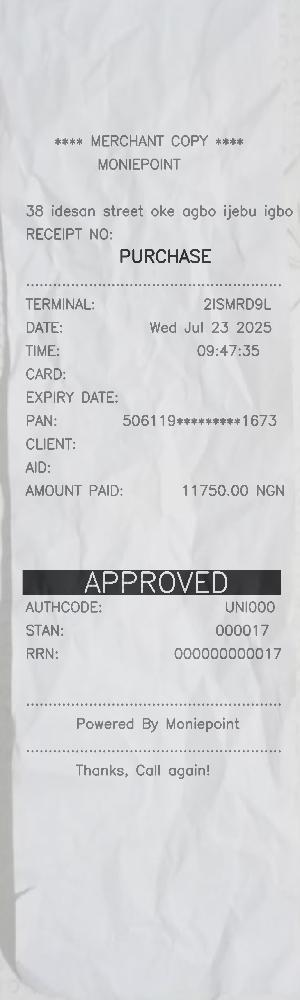 **** MERCHANT COPY ****
MONIEPOINT
38 idesan street oke agbo ijebu igbo
RECEIPT NO:
PURCHASE
TERMINAL: 2ISMRD9L
DATE: Wed Jul 23 2025
TIME: 09:47:35
CARD:
EXPIRY DATE:
PAN: 506119*********1673
CLIENT:
AID:
AMOUNT PAID: 11750.00 NGN
APPROVED
AUTHCODE: UNI000
STAN: 000017
RRN: 000000000017
Powered By Moniepoint
Thanks, Call again!